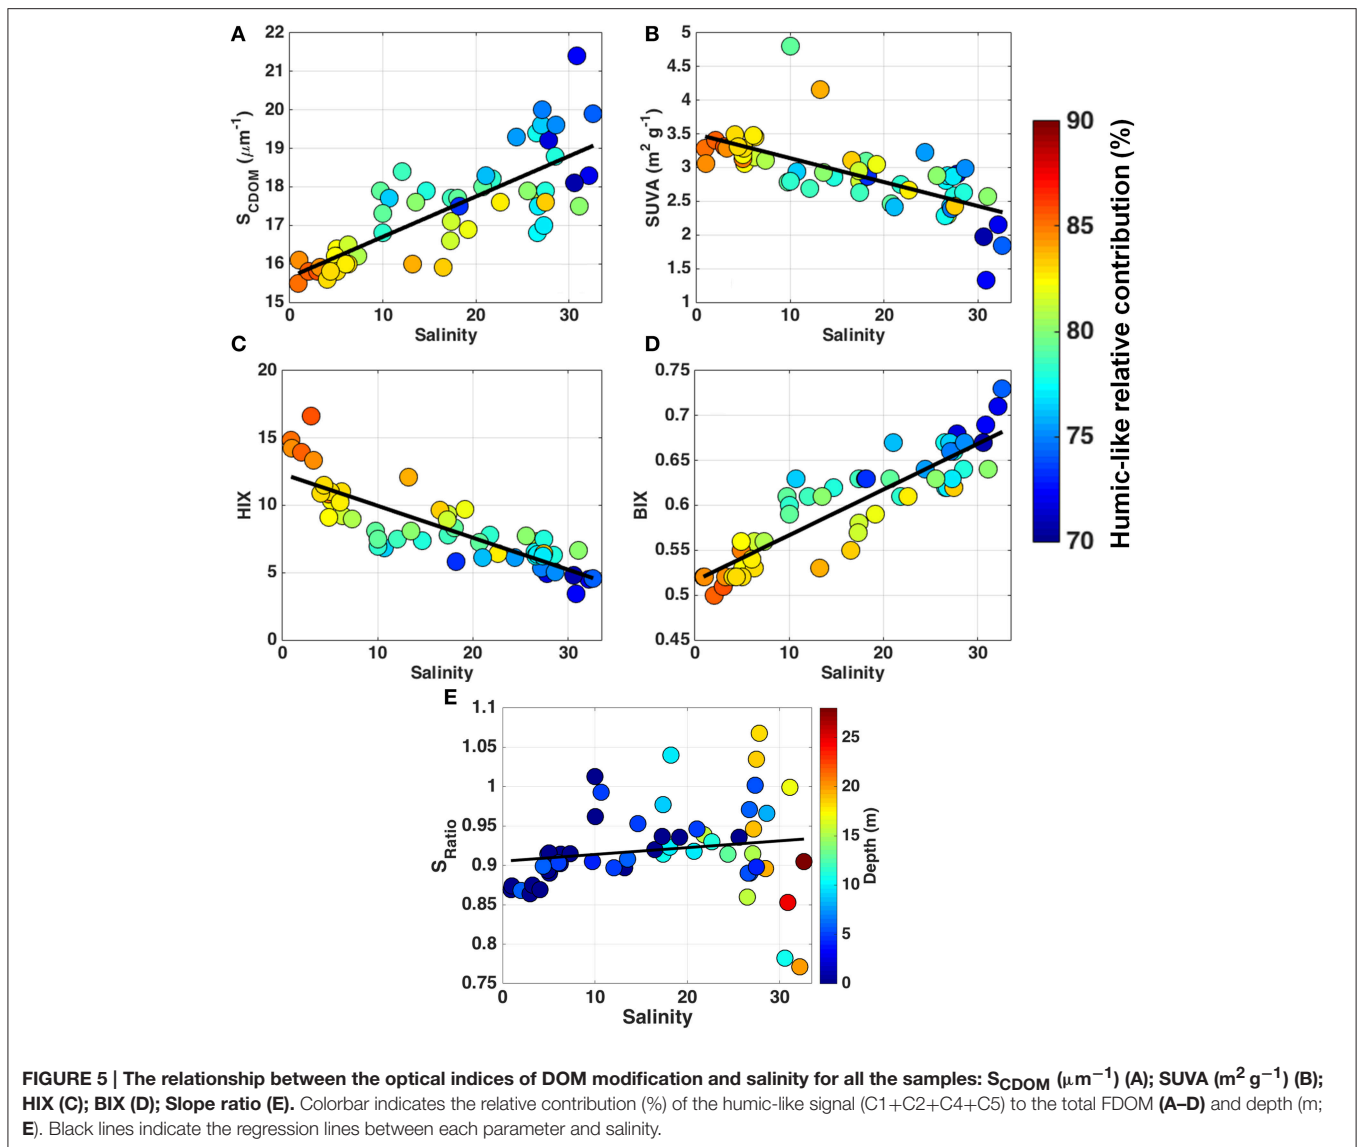 A
B
22
21
20
19
18
17
16
15
S_CDOM (µm⁻¹)
0 10 20 30
Salinity
5
4.5
4
3.5
3
2.5
2
1.5
1
SUVA (m² g⁻¹)
0 10 20 30
Salinity
90
85
80
75
70
Humic-like relative contribution (%)
C
D
20
15
10
5
0
HIX
0 10 20 30
Salinity
0.75
0.7
0.65
0.6
0.55
0.5
0.45
BIX
0 10 20 30
Salinity
E
1.1
1.05
1
0.95
0.9
0.85
0.8
0.75
S_Ratio
0 10 20 30
Salinity
25
20
15
10
5
0
Depth (m)
FIGURE 5 | The relationship between the optical indices of DOM modification and salinity for all the samples: S_CDOM (µm⁻¹) (A); SUVA (m² g⁻¹) (B);
HIX (C); BIX (D); Slope ratio (E). Colorbar indicates the relative contribution (%) of the humic-like signal (C1+C2+C4+C5) to the total FDOM (A–D) and depth (m;
E). Black lines indicate the regression lines between each parameter and salinity.